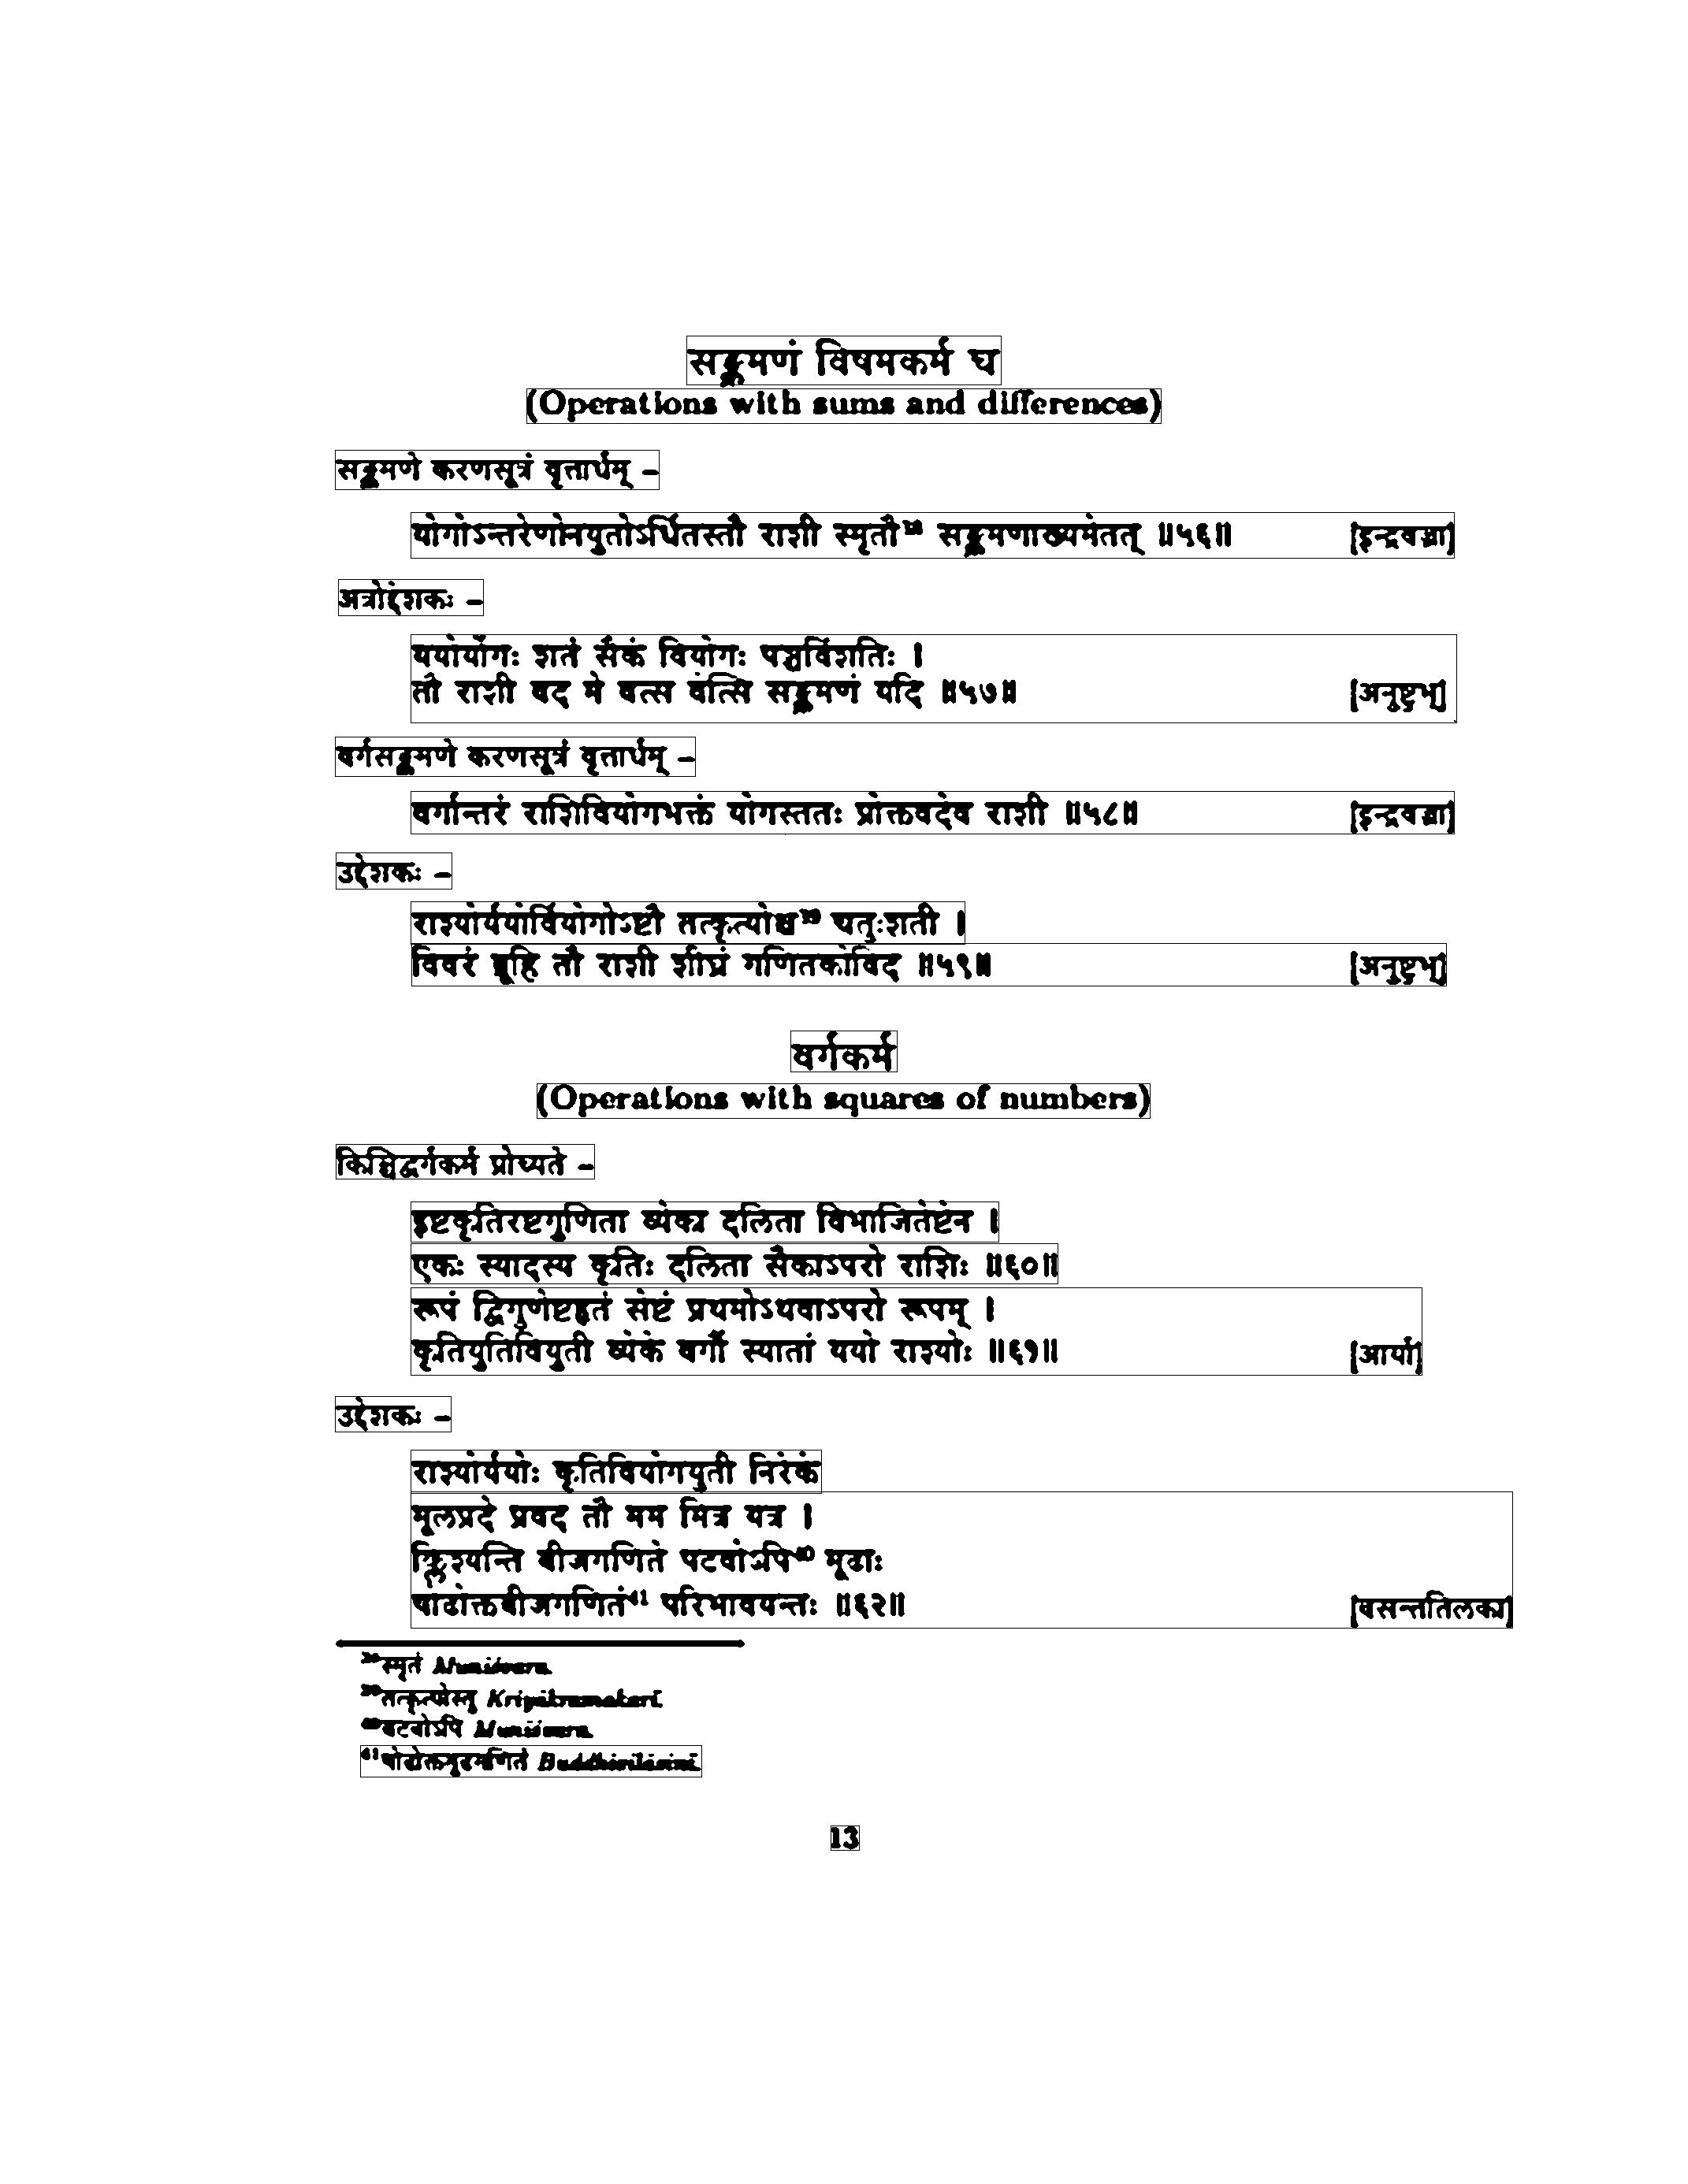 सङ्क्रमणं विषमकर्म च
(Operations with sums and differences)
सङ्क्रमणे करणसूत्रं वृत्तार्धम् –
योगोऽन्तरेणोनयुतोऽर्धितस्तौ राशी स्मृतौ³⁸ सङ्क्रमणाख्यमेतत् ॥५६॥ [इन्द्रवज्रा]
अत्रोद्देशकः –
ययोर्योगः शतं सैकं वियोगः पञ्चविंशतिः ।
तौ राशी वद मे वत्स वेत्सि सङ्क्रमणं यदि ॥५७॥ [अनुष्टुभ्]
वर्गसङ्क्रमणे करणसूत्रं वृत्तार्धम् –
वर्गान्तरं राशिवियोगभक्तं योगस्ततः प्रोक्तवदेव राशी ॥५८॥ [इन्द्रवज्रा]
उद्देशकः –
राश्योर्ययोर्वियोगोऽष्टौ तत्कृत्योश्च³⁹ चतुःशती ।
विवरं ब्रूहि तौ राशी शीघ्रं गणितकोविद ॥५९॥ [अनुष्टुभ्]
वर्गकर्म
(Operations with squares of numbers)
किञ्चिद्वर्गकर्म प्रोच्यते –
इष्टकृतिरष्टगुणिता व्येका दलिता विभाजितेष्टेन ।
एकः स्यादस्य कृतिः दलिता सैकाऽपरो राशिः ॥६०॥
रूपं द्विगुणेष्टहृतं सेष्टं प्रथमोऽथवाऽपरो रूपम् ।
कृतियुतिवियुती व्येके वर्गौ स्यातां ययो राश्योः ॥६१॥ [आर्या]
उद्देशकः –
राश्योर्ययोः कृतिवियोगयुती निरेके
मूलप्रदे प्रवद तौ मम मित्र यत्र ।
क्लिश्यन्ति बीजगणिते पटवोऽपि⁴⁰ मूढाः
षोढोक्तबीजगणितं⁴¹ परिभावयन्तः ॥६२॥ [वसन्ततिलका]
³⁸स्मृतं Munīśvara.
³⁹तत्कृत्योस्तु Kriyākramakarī.
⁴⁰बटवोऽपि Munīśvara.
⁴¹षोढोक्तगूढगणितं Buddhivilāsinī.
13